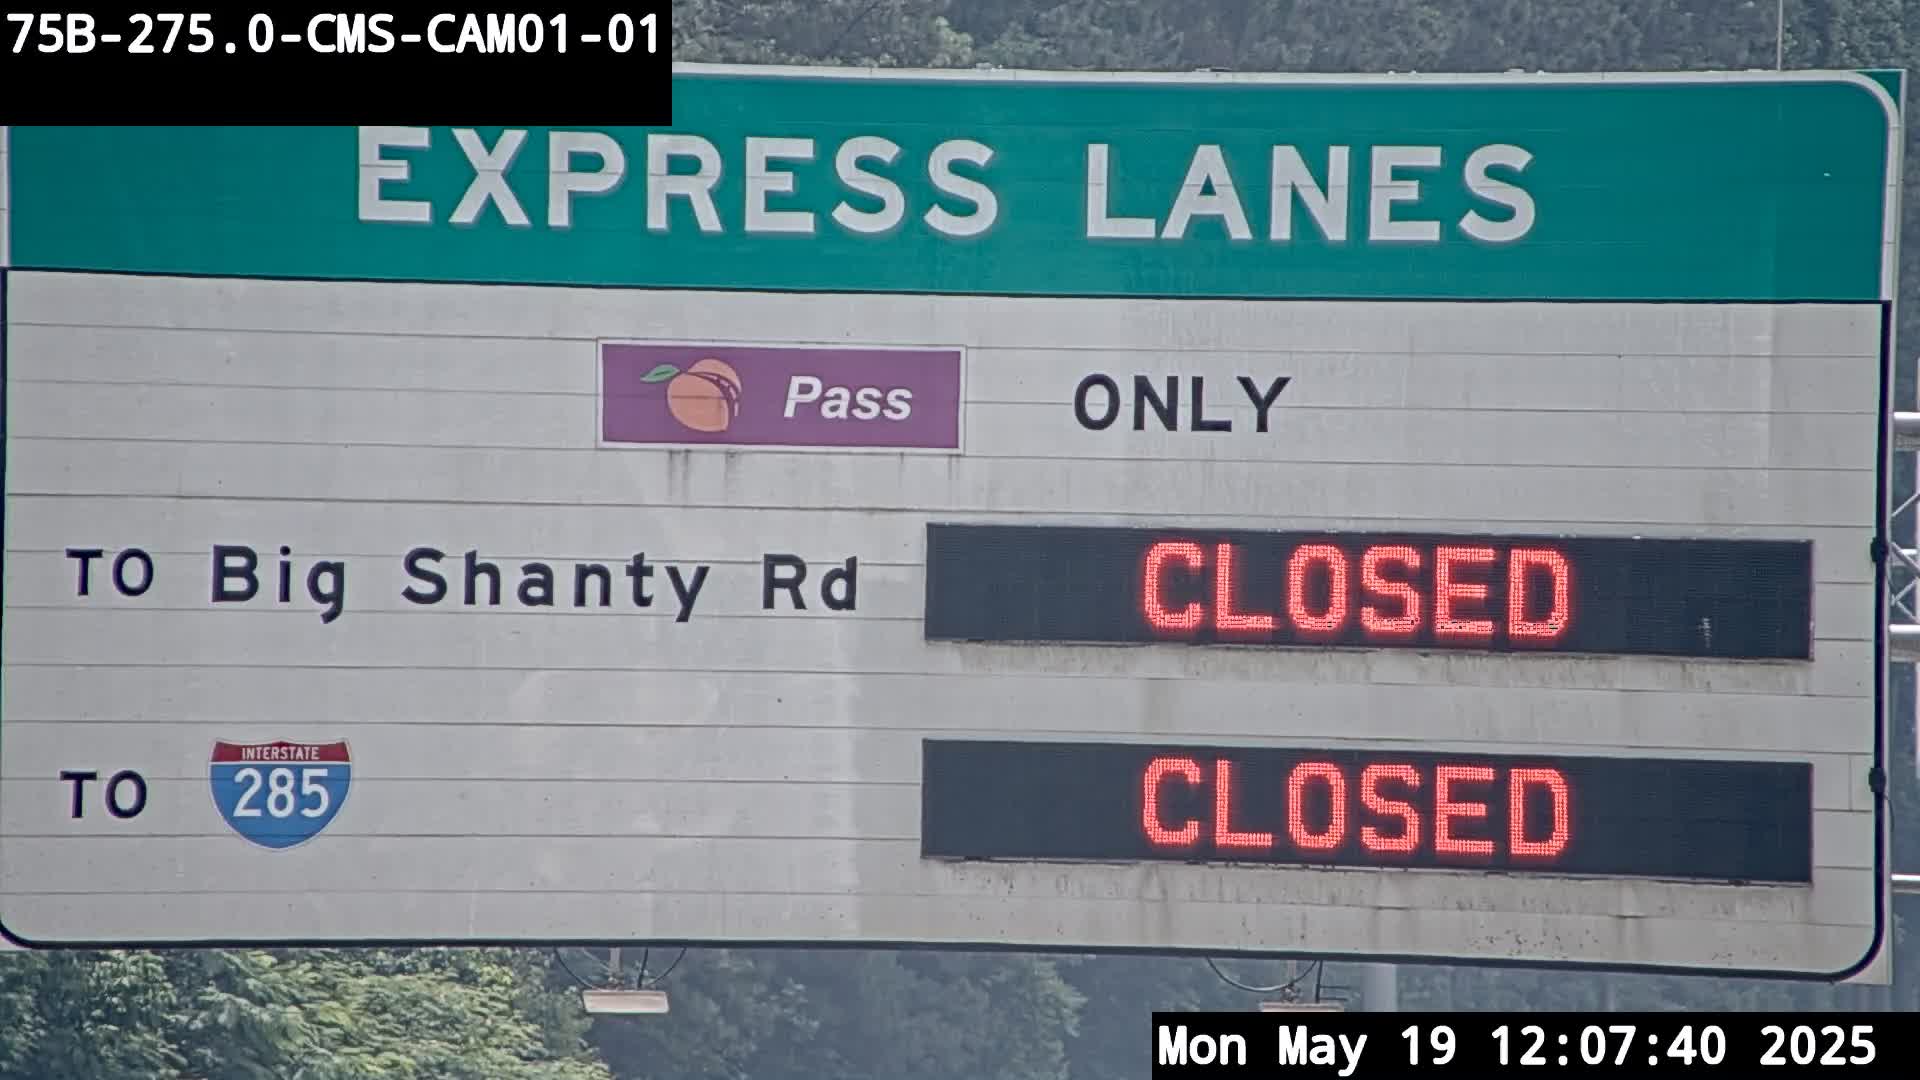 75B-275.0-CMS-CAM01-01
EXPRESS LANES
Pass ONLY
TO Big Shanty Rd CLOSED
INTERSTATE
TO 285 CLOSED
Mon May 19 12:07:40 2025